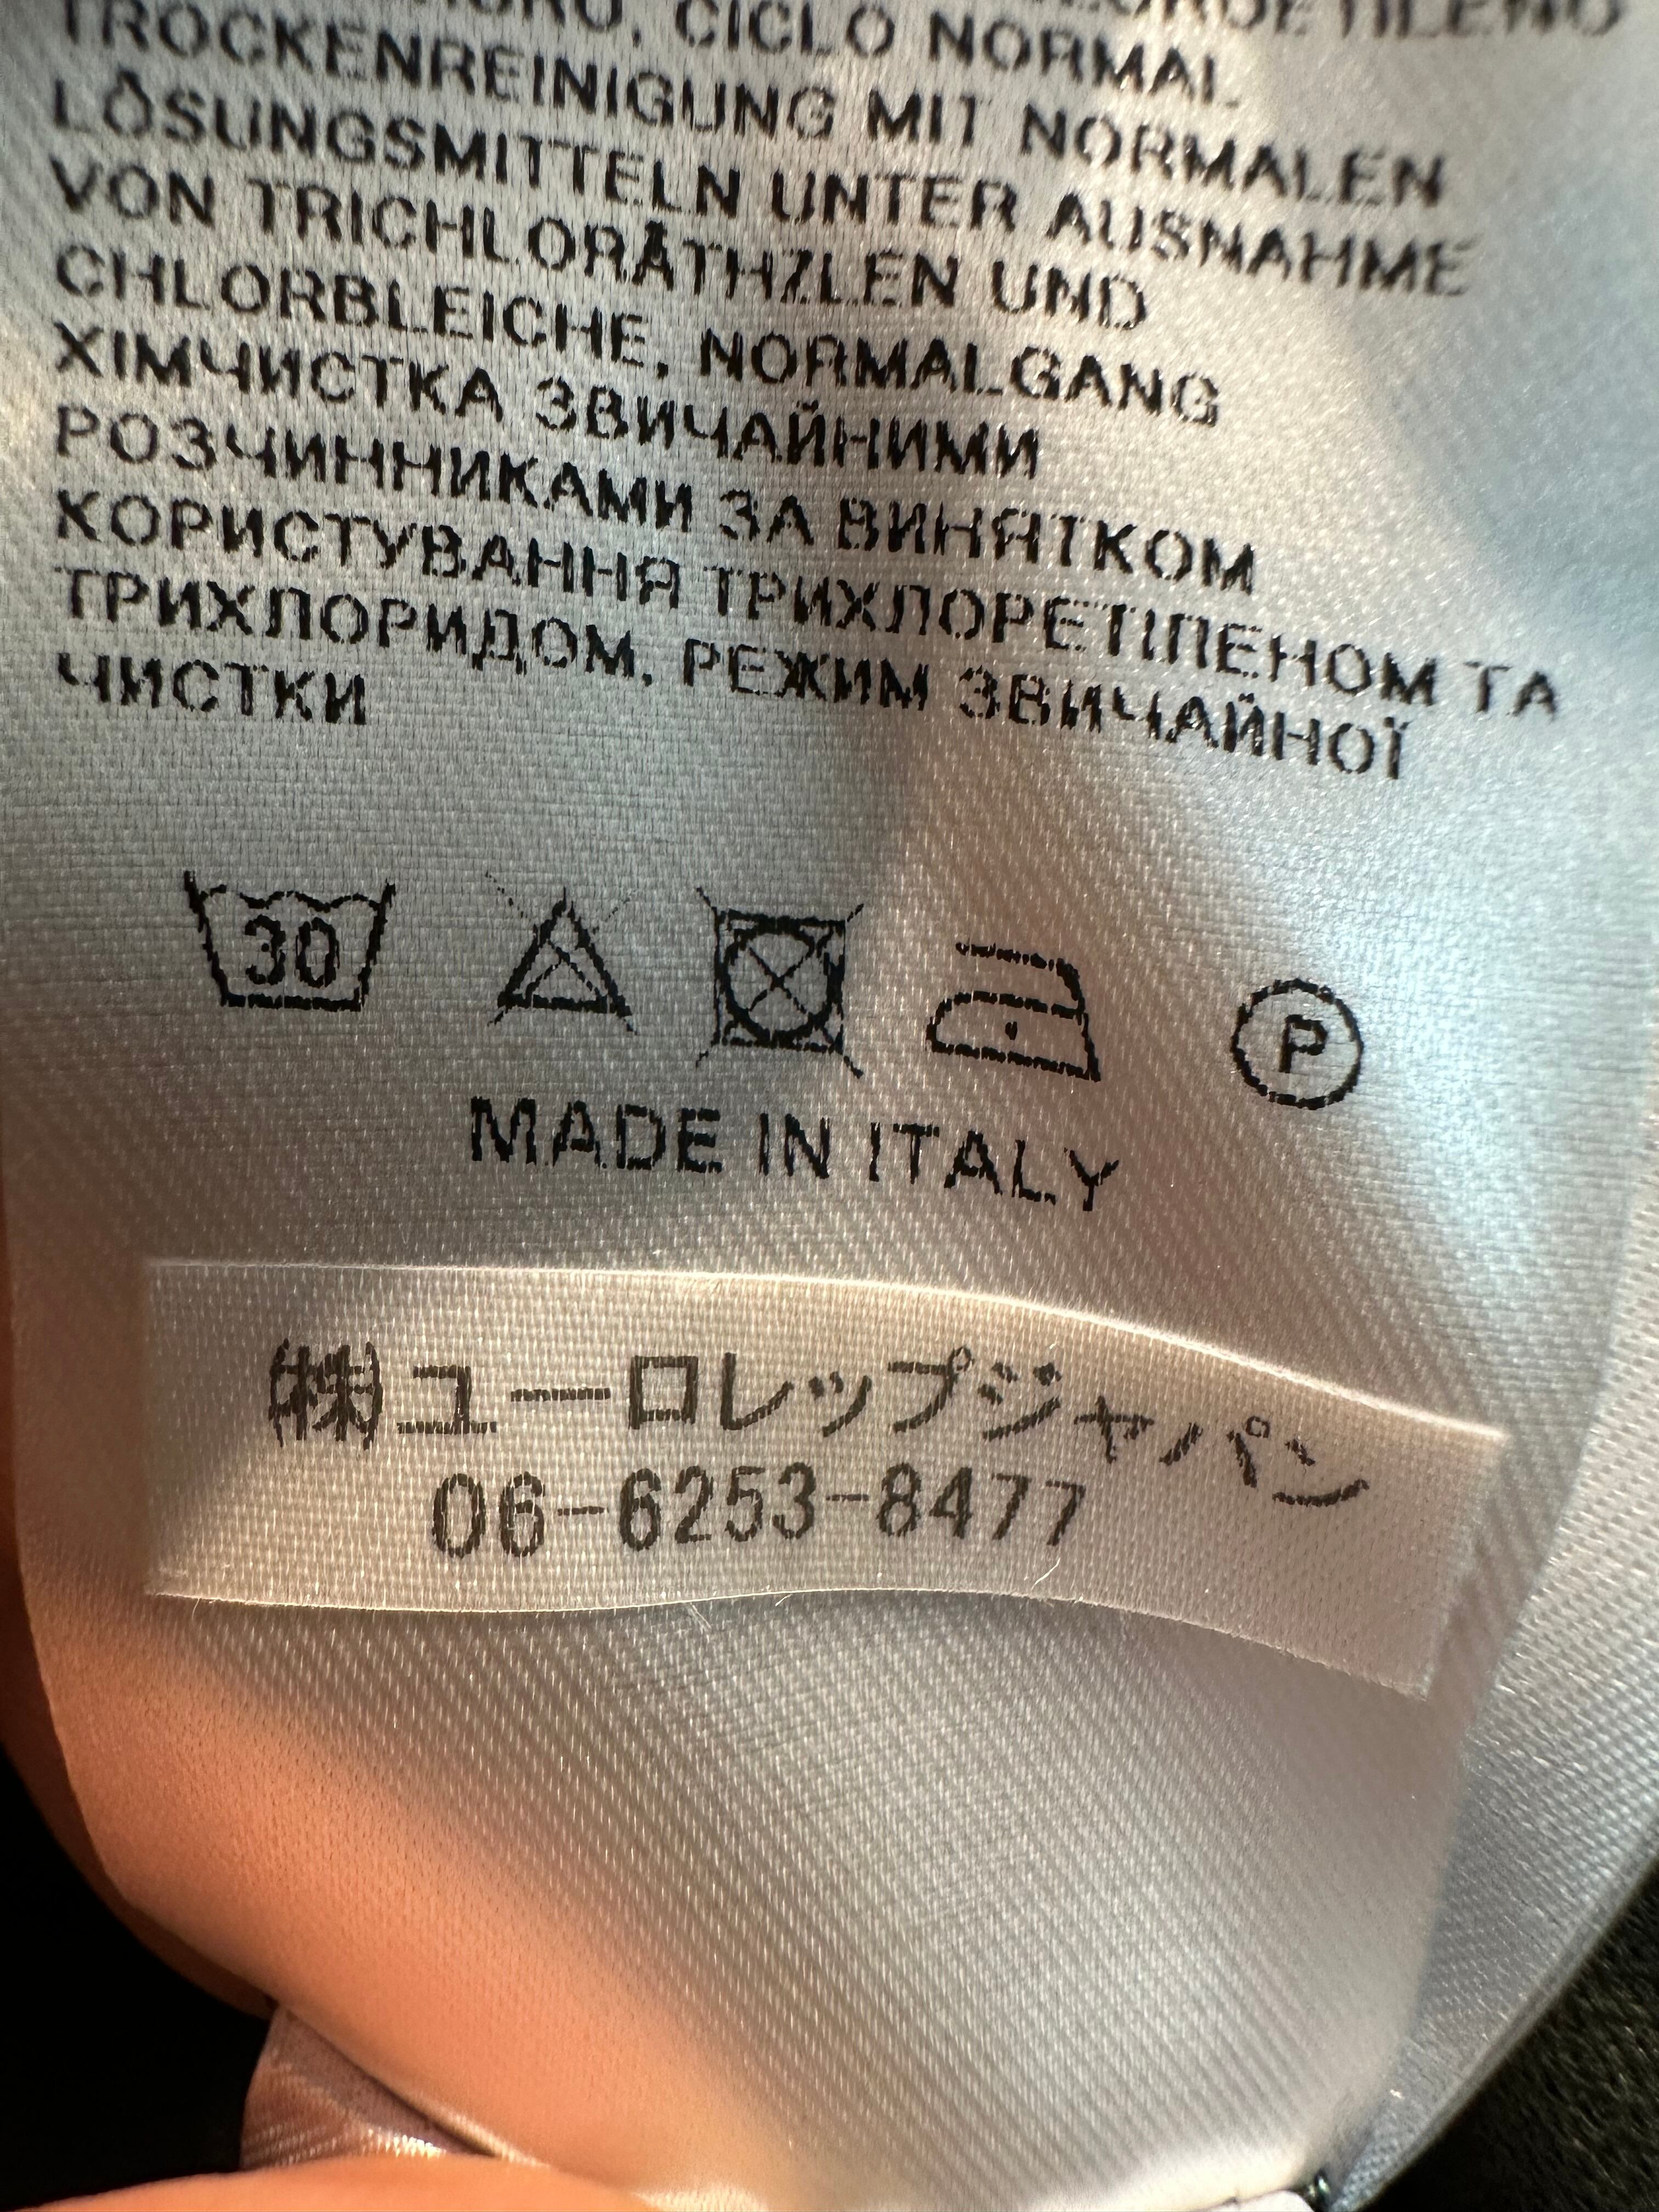 CICLO NORMAL
TROCKENREINIGUNG MIT NORMALEN
LÖSUNGSMITTELN UNTER AUSNAHME
VON TRICHLORÄTHZLEN UND
CHLORBLEICHE, NORMALGANG
ХІМЧИСТКА ЗВИЧАЙНИМИ
РОЗЧИННИКАМИ ЗА ВИНЯТКОМ
КОРИСТУВАННЯ ТРИХЛОРЕТІЛЕНОМ ТА
ТРИХЛОРИДОМ, РЕЖИМ ЗВИЧАЙНОЇ
ЧИСТКИ
30
P
MADE IN ITALY
㈱ユーロレップジャパン
06-6253-8477